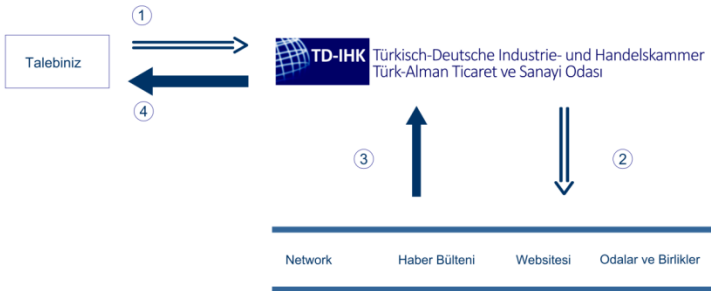 ①
Talebiniz
TD-IHK Türkisch-Deutsche Industrie- und Handelskammer
Türk-Alman Ticaret ve Sanayi Odası
④
③ ②
Network Haber Bülteni Websitesi Odalar ve Birlikler